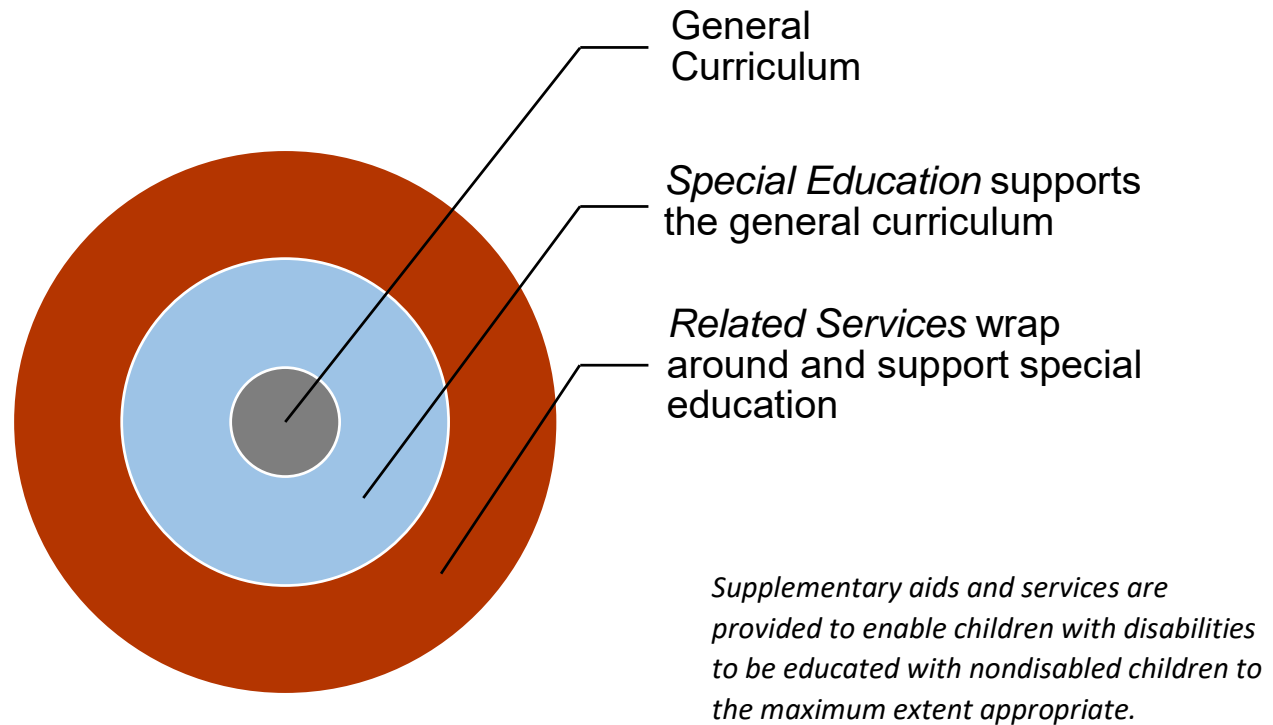 General
Curriculum
Special Education supports
the general curriculum
Related Services wrap
around and support special
education
Supplementary aids and services are
provided to enable children with disabilities
to be educated with nondisabled children to
the maximum extent appropriate.